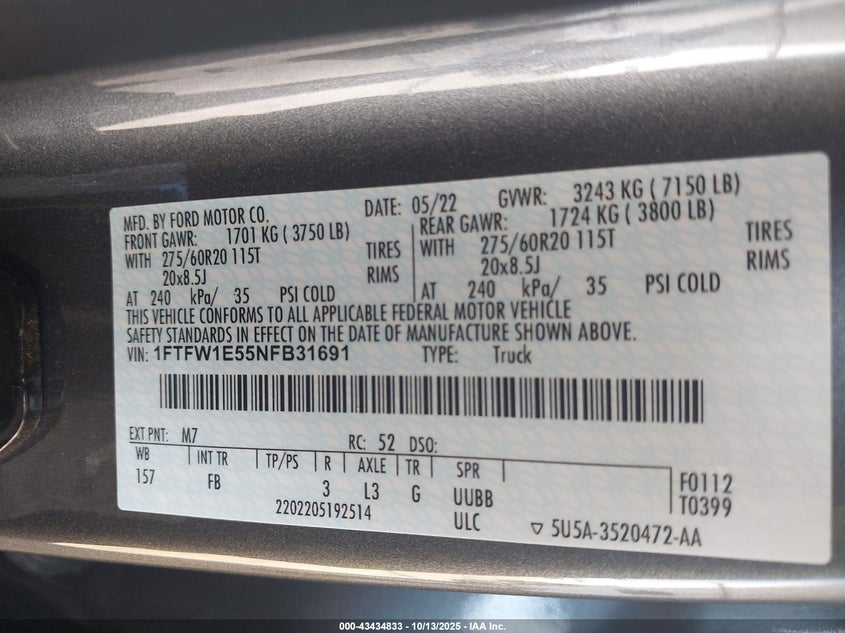 MFD. BY FORD MOTOR CO.
DATE: 05/22 GVWR: 3243 KG ( 7150 LB)
FRONT GAWR: 1701 KG ( 3750 LB)
WITH 275/60R20 115T TIRES
20x8.5J RIMS
AT 240 kPa/ 35 PSI COLD
REAR GAWR: 1724 KG ( 3800 LB)
WITH 275/60R20 115T TIRES
20x8.5J RIMS
AT 240 kPa/ 35 PSI COLD
THIS VEHICLE CONFORMS TO ALL APPLICABLE FEDERAL MOTOR VEHICLE
SAFETY STANDARDS IN EFFECT ON THE DATE OF MANUFACTURE SHOWN ABOVE.
VIN: 1FTFW1E55NFB31691 TYPE: Truck
EXT PNT: M7 RC: 52 DSO:
WB INT TR TP/PS R AXLE TR SPR
157 FB 3 L3 G UUBB
ULC
2202205192514
F0112
T0399
▽ 5U5A-3520472-AA
000-43434833 - 10/13/2025 - IAA Inc.